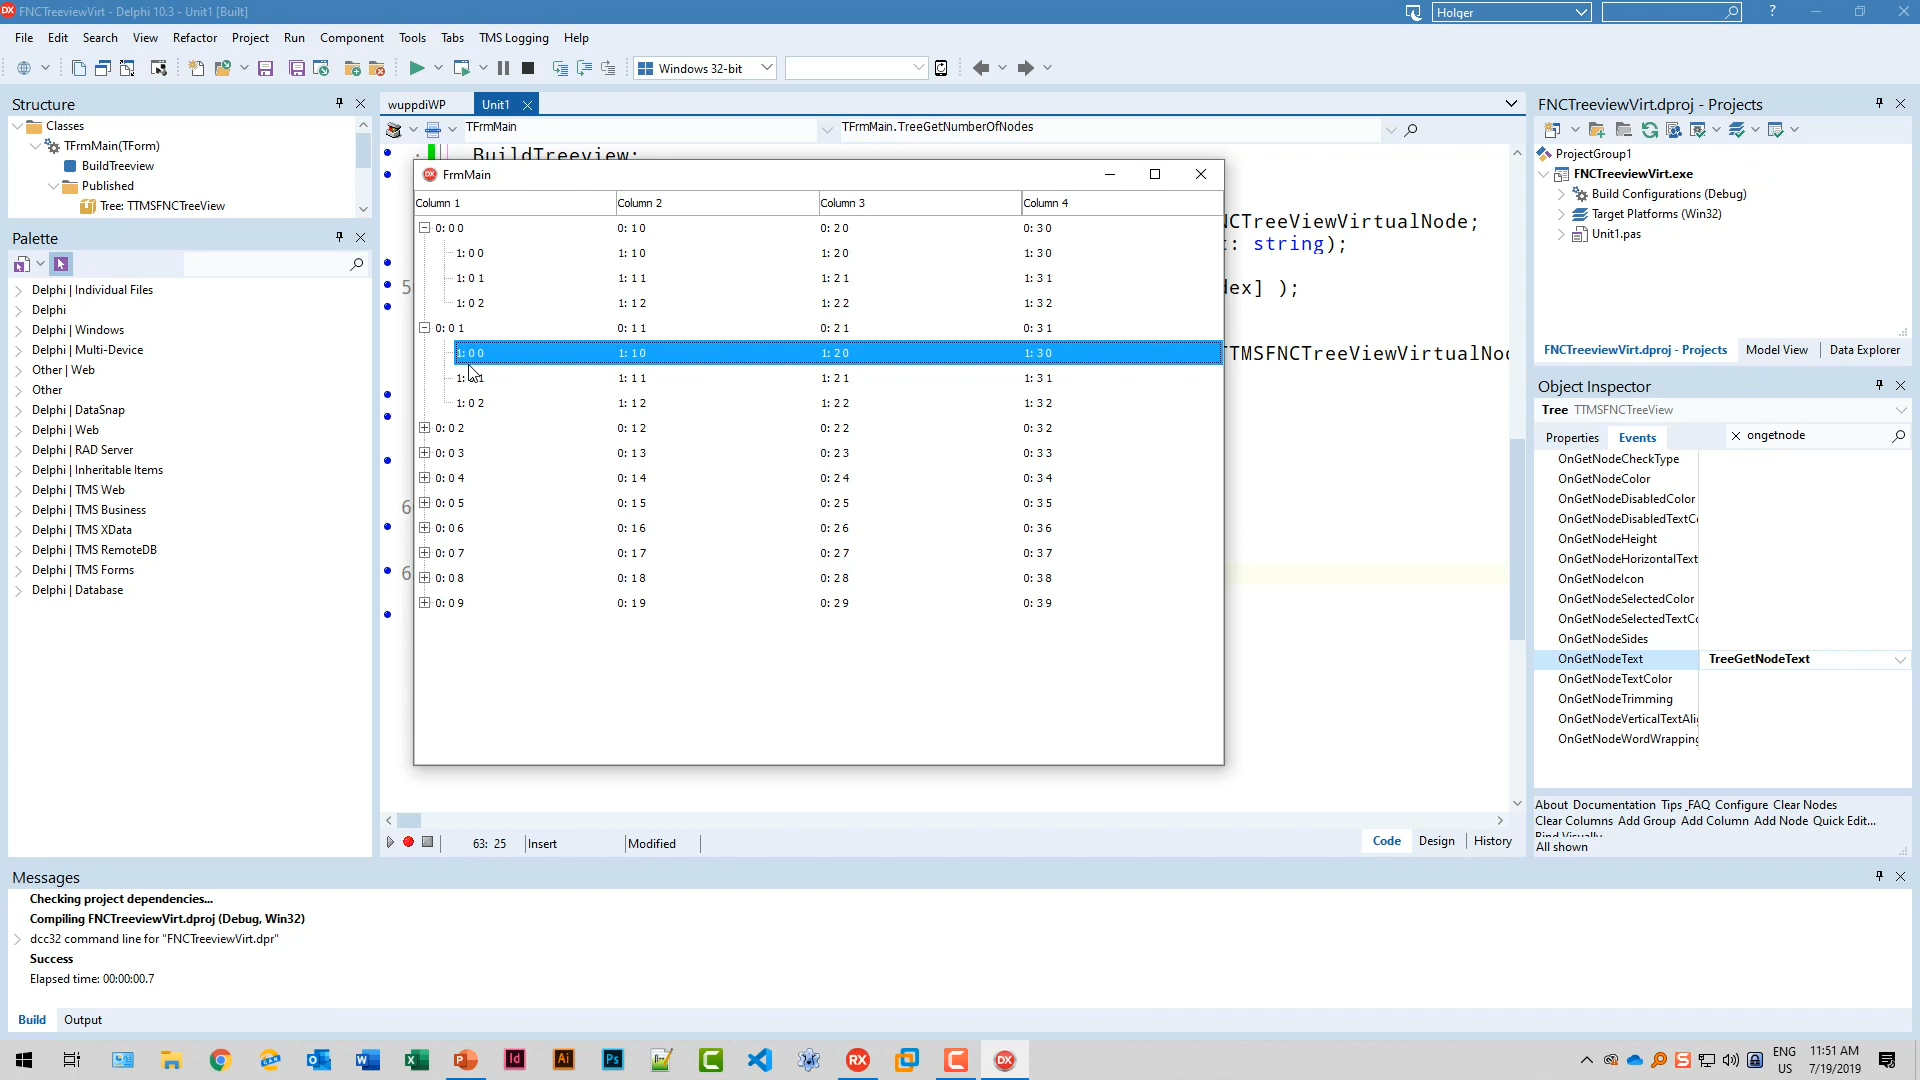 FNCTreeviewVirt - Delphi 10.3 - Unit1 [Built]
Holger
?
File Edit Search View Refactor Project Run Component Tools Tabs TMS Logging Help
Windows 32-bit
Structure
Classes
TFrmMain(TForm)
BuildTreeview
Published
Tree: TTMSFNCTreeView
Palette
Delphi | Individual Files
Delphi
Delphi | Windows
Delphi | Multi-Device
Other | Web
Other
Delphi | DataSnap
Delphi | Web
Delphi | RAD Server
Delphi | Inheritable Items
Delphi | TMS Web
Delphi | TMS Business
Delphi | TMS XData
Delphi | TMS RemoteDB
Delphi | TMS Forms
Delphi | Database
wuppdiWP Unit1
TFrmMain TFrmMain.TreeGetNumberOfNodes
BuildTreeview;
NCTreeViewVirtualNode;
: string);
5 dex] );
TTMSFNCTreeViewVirtualNo
6
6
FrmMain
Column 1 Column 2 Column 3 Column 4
0: 0 0 0: 1 0 0: 2 0 0: 3 0
1: 0 0 1: 1 0 1: 2 0 1: 3 0
1: 0 1 1: 1 1 1: 2 1 1: 3 1
1: 0 2 1: 1 2 1: 2 2 1: 3 2
0: 0 1 0: 1 1 0: 2 1 0: 3 1
1: 0 0 1: 1 0 1: 2 0 1: 3 0
1: 1 1: 1 1 1: 2 1 1: 3 1
1: 0 2 1: 1 2 1: 2 2 1: 3 2
0: 0 2 0: 1 2 0: 2 2 0: 3 2
0: 0 3 0: 1 3 0: 2 3 0: 3 3
0: 0 4 0: 1 4 0: 2 4 0: 3 4
0: 0 5 0: 1 5 0: 2 5 0: 3 5
0: 0 6 0: 1 6 0: 2 6 0: 3 6
0: 0 7 0: 1 7 0: 2 7 0: 3 7
0: 0 8 0: 1 8 0: 2 8 0: 3 8
0: 0 9 0: 1 9 0: 2 9 0: 3 9
63: 25 Insert Modified
Code Design History
FNCTreeviewVirt.dproj - Projects
ProjectGroup1
FNCTreeviewVirt.exe
Build Configurations (Debug)
Target Platforms (Win32)
Unit1.pas
FNCTreeviewVirt.dproj - Projects Model View Data Explorer
Object Inspector
Tree TTMSFNCTreeView
Properties Events ongetnode
OnGetNodeCheckType
OnGetNodeColor
OnGetNodeDisabledColor
OnGetNodeDisabledTextCo
OnGetNodeHeight
OnGetNodeHorizontalText
OnGetNodeIcon
OnGetNodeSelectedColor
OnGetNodeSelectedTextCo
OnGetNodeSides
OnGetNodeText TreeGetNodeText
OnGetNodeTextColor
OnGetNodeTrimming
OnGetNodeVerticalTextAlig
OnGetNodeWordWrapping
About Documentation Tips_FAQ Configure Clear Nodes
Clear Columns Add Group Add Column Add Node Quick Edit...
Bind Visually
All shown
Messages
Checking project dependencies...
Compiling FNCTreeviewVirt.dproj (Debug, Win32)
dcc32 command line for "FNCTreeviewVirt.dpr"
Success
Elapsed time: 00:00:00.7
Build Output
ENG
US
11:51 AM
7/19/2019